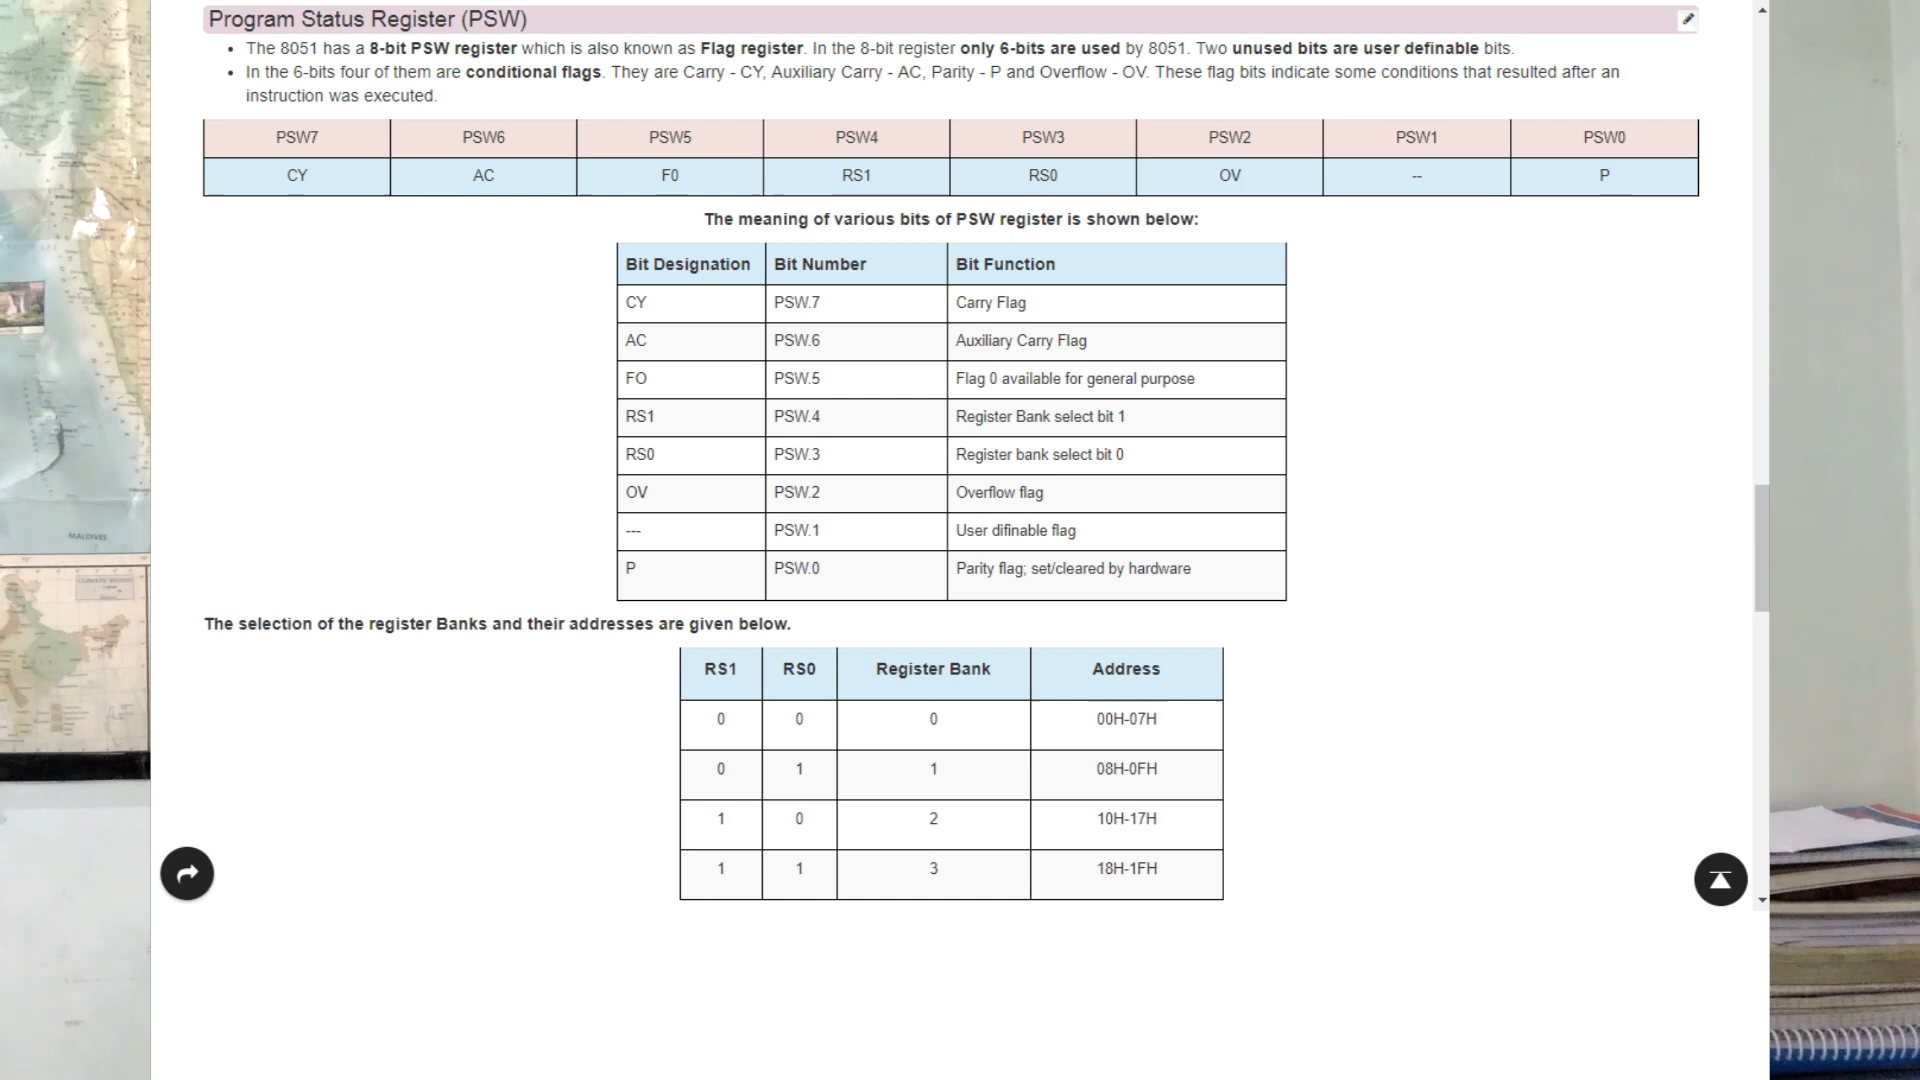 Program Status Register (PSW)
• The 8051 has a 8-bit PSW register which is also known as Flag register. In the 8-bit register only 6-bits are used by 8051. Two unused bits are user definable bits.
• In the 6-bits four of them are conditional flags. They are Carry - CY, Auxiliary Carry - AC, Parity - P and Overflow - OV. These flag bits indicate some conditions that resulted after an
instruction was executed.
PSW7 PSW6 PSW5 PSW4 PSW3 PSW2 PSW1 PSW0
CY AC F0 RS1 RS0 OV -- P
The meaning of various bits of PSW register is shown below:
Bit Designation Bit Number Bit Function
CY PSW.7 Carry Flag
AC PSW.6 Auxiliary Carry Flag
FO PSW.5 Flag 0 available for general purpose
RS1 PSW.4 Register Bank select bit 1
RS0 PSW.3 Register bank select bit 0
OV PSW.2 Overflow flag
--- PSW.1 User difinable flag
P PSW.0 Parity flag; set/cleared by hardware
The selection of the register Banks and their addresses are given below.
RS1 RS0 Register Bank Address
0 0 0 00H-07H
0 1 1 08H-0FH
1 0 2 10H-17H
1 1 3 18H-1FH
MALDIVES